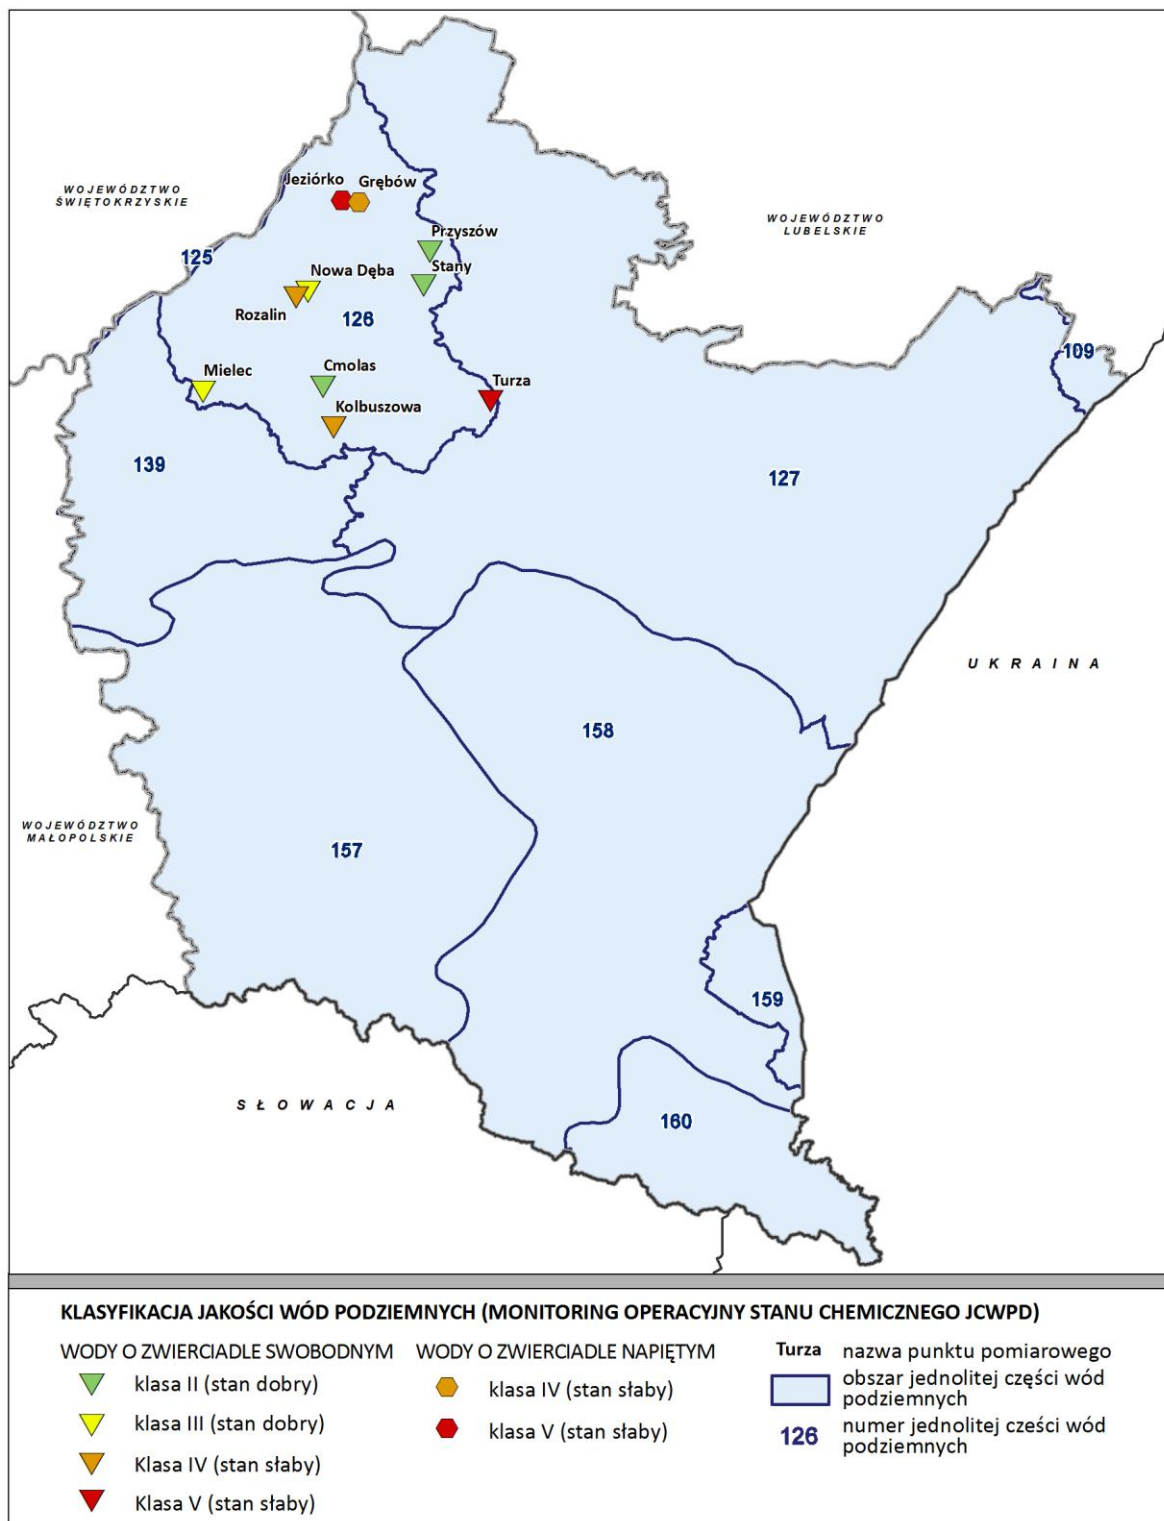 WOJEWÓDZTWO
ŚWIĘTOKRZYSKIE
WOJEWÓDZTWO
LUBELSKIE
Jeziórko
Grębów
Przyszów
Stany
125
Nowa Dęba
Rozalin
126
109
Mielec
Cmolas
Turza
Kolbuszowa
139
127
UKRAINA
158
WOJEWÓDZTWO
MAŁOPOLSKIE
157
159
SŁOWACJA
160
KLASYFIKACJA JAKOŚCI WÓD PODZIEMNYCH (MONITORING OPERACYJNY STANU CHEMICZNEGO JCWPD)
WODY O ZWIERCIADLE SWOBODNYM
klasa II (stan dobry)
klasa III (stan dobry)
Klasa IV (stan słaby)
Klasa V (stan słaby)
WODY O ZWIERCIADLE NAPIĘTYM
klasa IV (stan słaby)
klasa V (stan słaby)
Turza nazwa punktu pomiarowego
obszar jednolitej części wód
podziemnych
126 numer jednolitej cześci wód
podziemnych